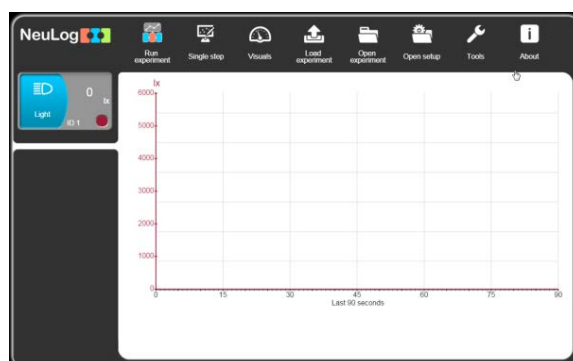 NeuLog
Run experiment
Single step
Visuals
Load experiment
Open experiment
Open setup
Tools
About
Light
0
lx
ID 1
lx
6000
5000
4000
3000
2000
1000
0
0 15 30 45 60 75 90
Last 90 seconds